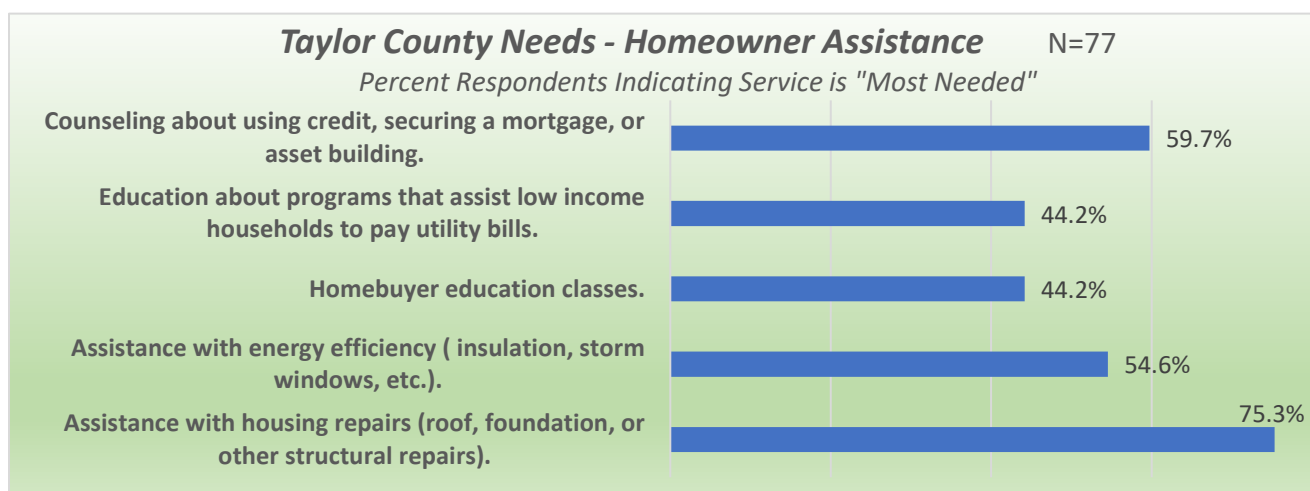 Taylor County Needs - Homeowner Assistance N=77
Percent Respondents Indicating Service is "Most Needed"
Counseling about using credit, securing a mortgage, or
asset building.
59.7%
Education about programs that assist low income
households to pay utility bills.
44.2%
Homebuyer education classes.
44.2%
Assistance with energy efficiency ( insulation, storm
windows, etc.).
54.6%
Assistance with housing repairs (roof, foundation, or
other structural repairs).
75.3%